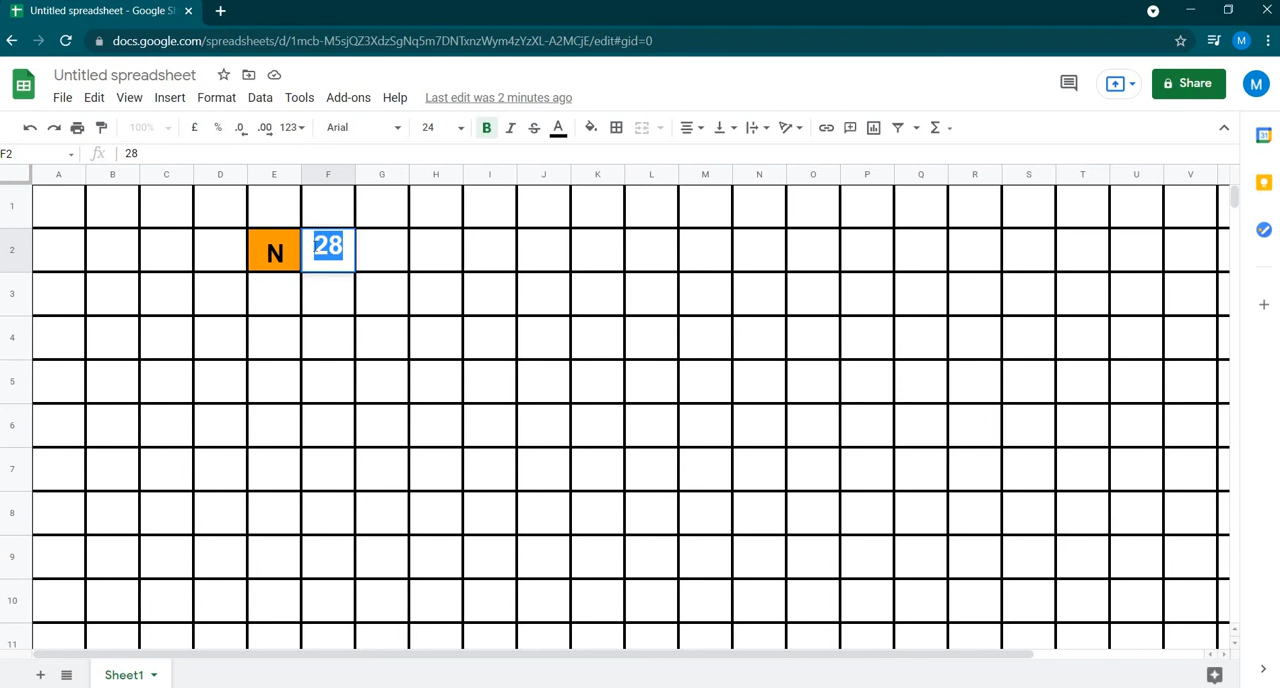 Untitled spreadsheet - Google S
docs.google.com/spreadsheets/d/1mcb-M5sjQZ3XdzSgNq5m7DNTxnzWym4zYzXL-A2MCjE/edit#gid=0
M
Untitled spreadsheet
File Edit View Insert Format Data Tools Add-ons Help Last edit was 2 minutes ago
Share
M
100% £ % .0 .00 123 Arial 24 B I S A Σ
31
F2 fx 28
A B C D E F G H I J K L M N O P Q R S T U V
1
2 N 28
3
4
5
6
7
8
9
10
11
Sheet1